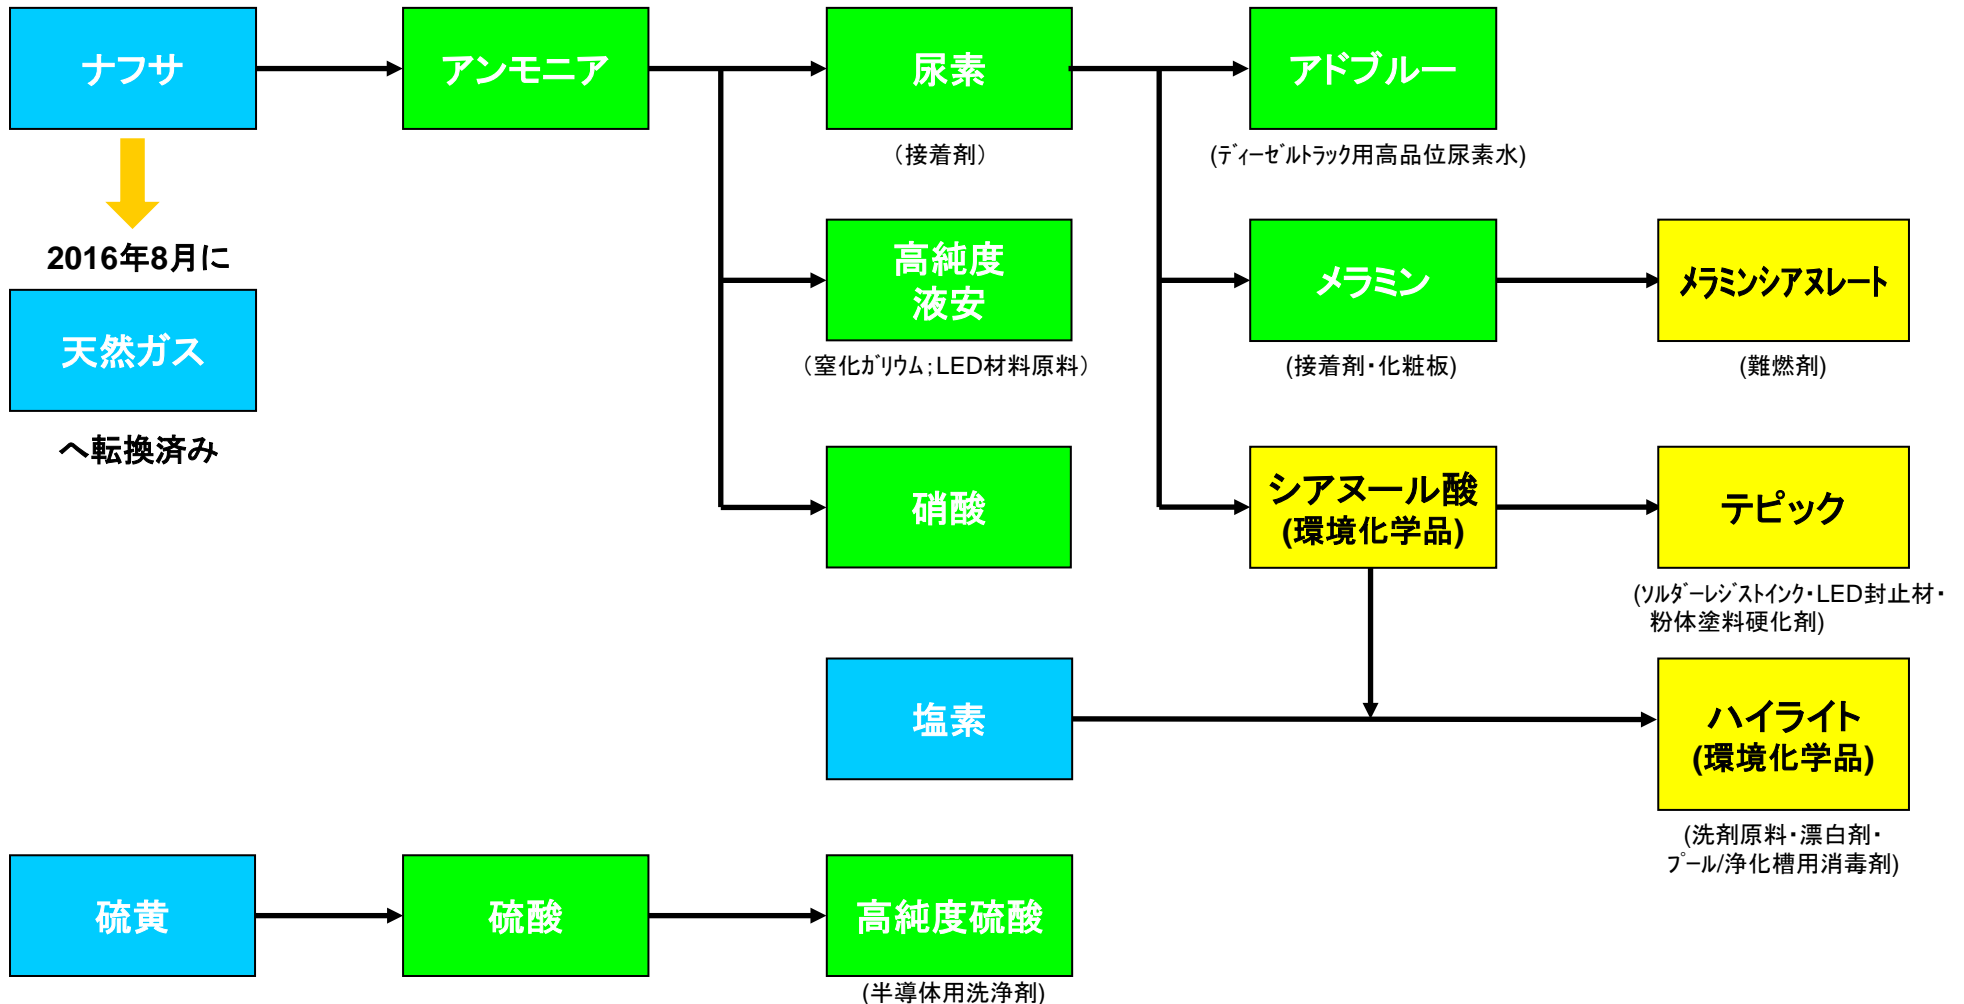 ナフサ
アンモニア
尿素
アドブルー
(接着剤)
(ﾃﾞｨｰｾﾞﾙﾄﾗｯｸ用高品位尿素水)
2016年8月に
天然ガス
へ転換済み
高純度
液安
(窒化ｶﾞﾘｳﾑ;LED材料原料)
メラミン
(接着剤・化粧板)
ﾒﾗﾐﾝｼｱﾇﾚｰﾄ
(難燃剤)
硝酸
シアヌール酸
(環境化学品)
テピック
(ｿﾙﾀﾞｰﾚｼﾞｽﾄｲﾝｸ・LED封止材・
粉体塗料硬化剤)
塩素
ハイライト
(環境化学品)
(洗剤原料・漂白剤・
ﾌﾟｰﾙ/浄化槽用消毒剤)
硫黄
硫酸
高純度硫酸
(半導体用洗浄剤)